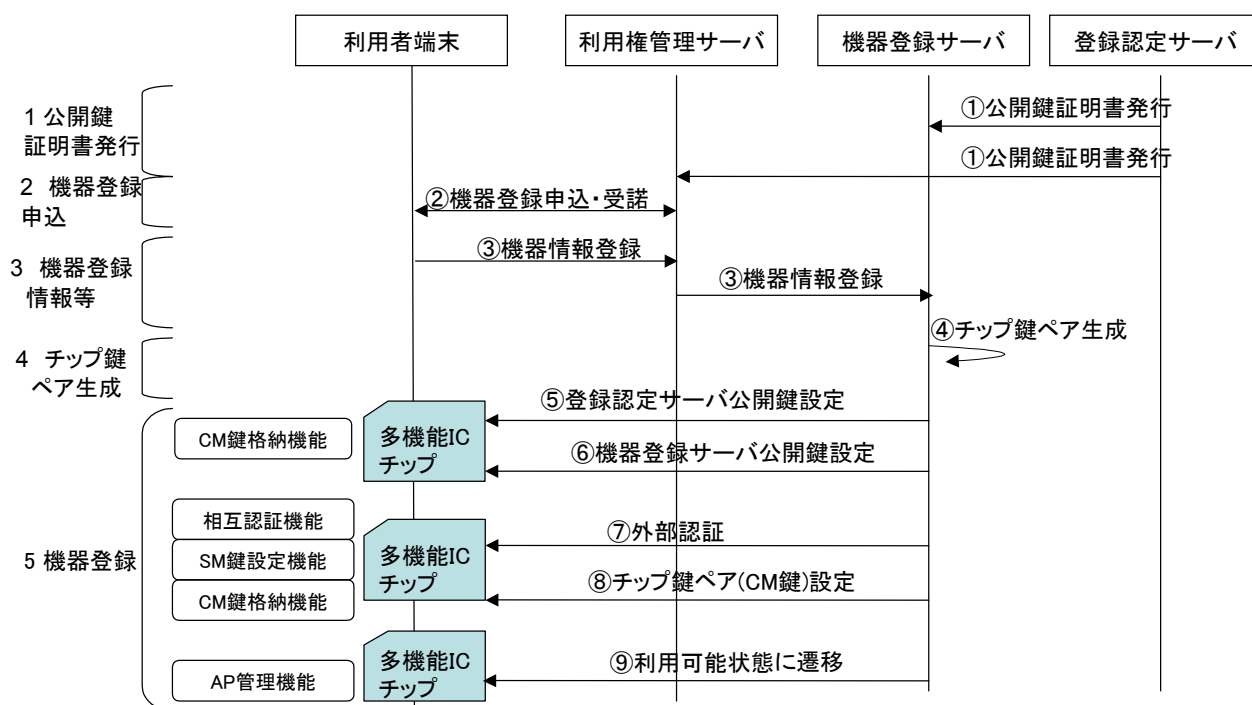 利用者端末
利用権管理サーバ
機器登録サーバ
登録認定サーバ
1 公開鍵
証明書発行
①公開鍵証明書発行
①公開鍵証明書発行
2 機器登録
申込
②機器登録申込・受諾
3 機器登録
情報等
③機器情報登録
③機器情報登録
4 チップ鍵
ペア生成
④チップ鍵ペア生成
5 機器登録
CM鍵格納機能
多機能IC
チップ
⑤登録認定サーバ公開鍵設定
⑥機器登録サーバ公開鍵設定
相互認証機能
SM鍵設定機能
CM鍵格納機能
多機能IC
チップ
⑦外部認証
⑧チップ鍵ペア(CM鍵)設定
AP管理機能
多機能IC
チップ
⑨利用可能状態に遷移